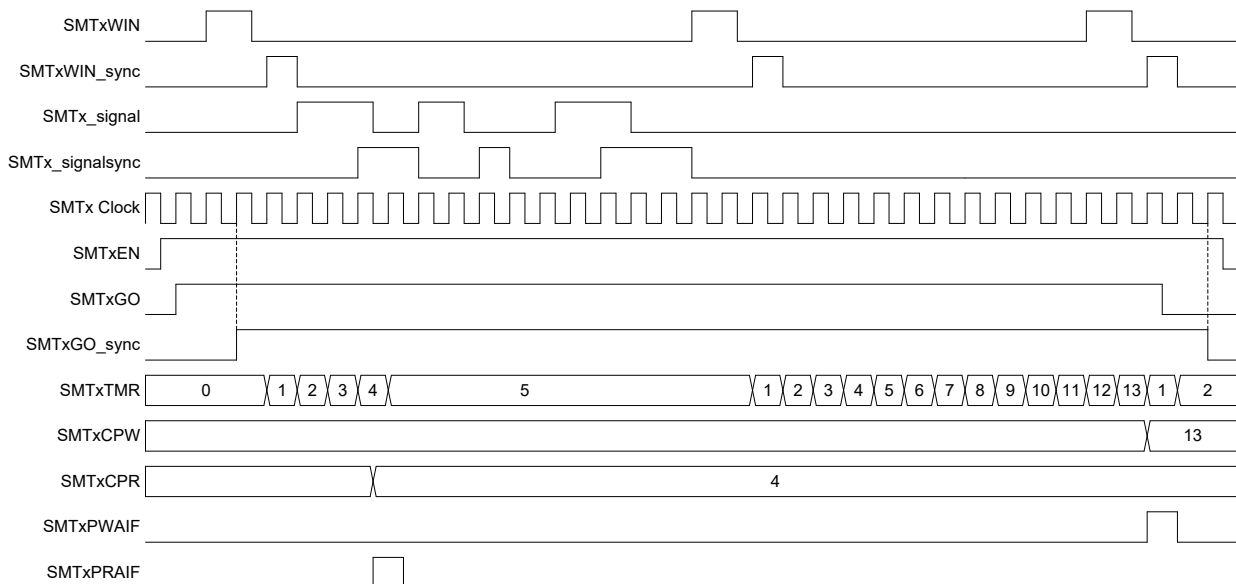 SMTxWIN
SMTxWIN_sync
SMTx_signal
SMTx_signalsync
SMTx Clock
SMTxEN
SMTxGO
SMTxGO_sync
SMTxTMR 0 1 2 3 4 5 1 2 3 4 5 6 7 8 9 10 11 12 13 1 2
SMTxCPW 13
SMTxCPR 4
SMTxPWAIF
SMTxPRAIF